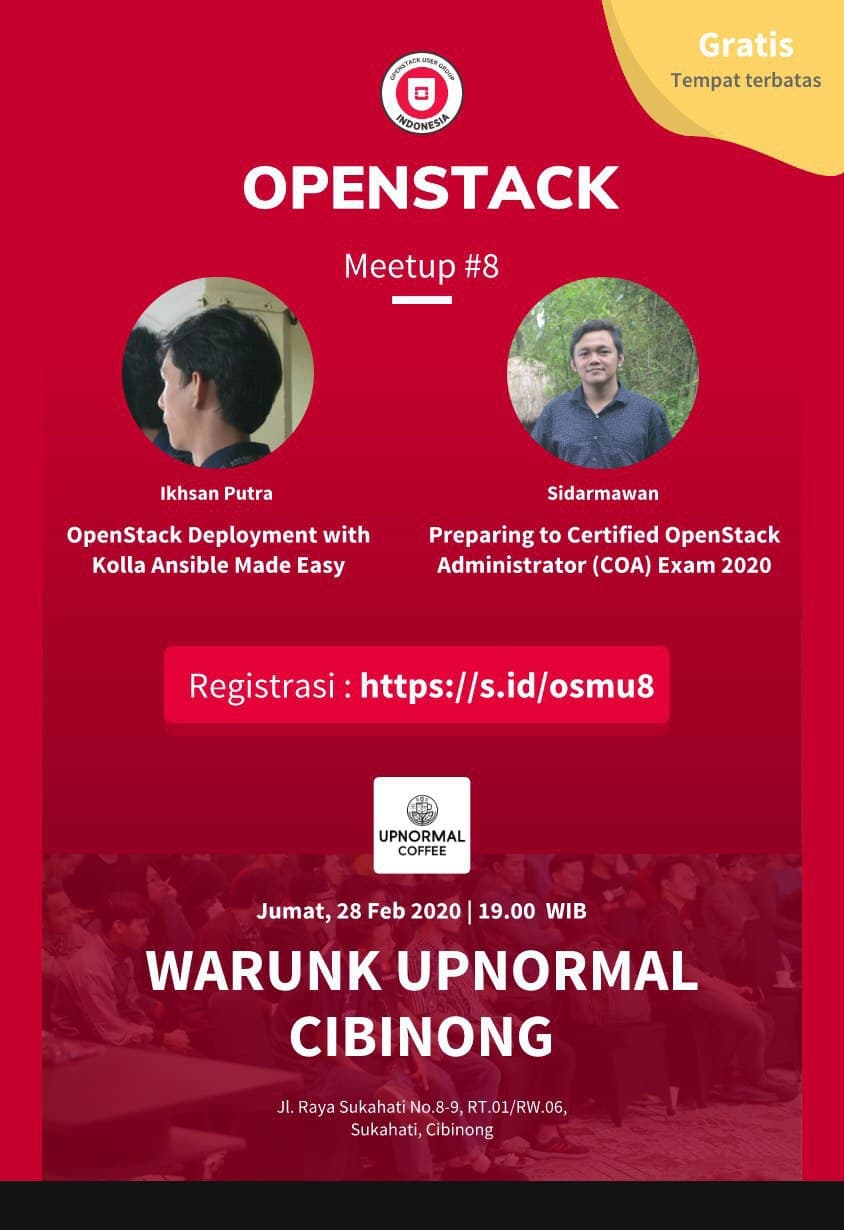 Gratis
Tempat terbatas
OPENSTACK USER GROUP
INDONESIA
OPENSTACK
Meetup #8
Ikhsan Putra
OpenStack Deployment with
Kolla Ansible Made Easy
Sidarmawan
Preparing to Certified OpenStack
Administrator (COA) Exam 2020
Registrasi : https://s.id/osmu8
UPNORMAL
COFFEE
Jumat, 28 Feb 2020 | 19.00 WIB
WARUNK UPNORMAL
CIBINONG
Jl. Raya Sukahati No.8-9, RT.01/RW.06,
Sukahati, Cibinong